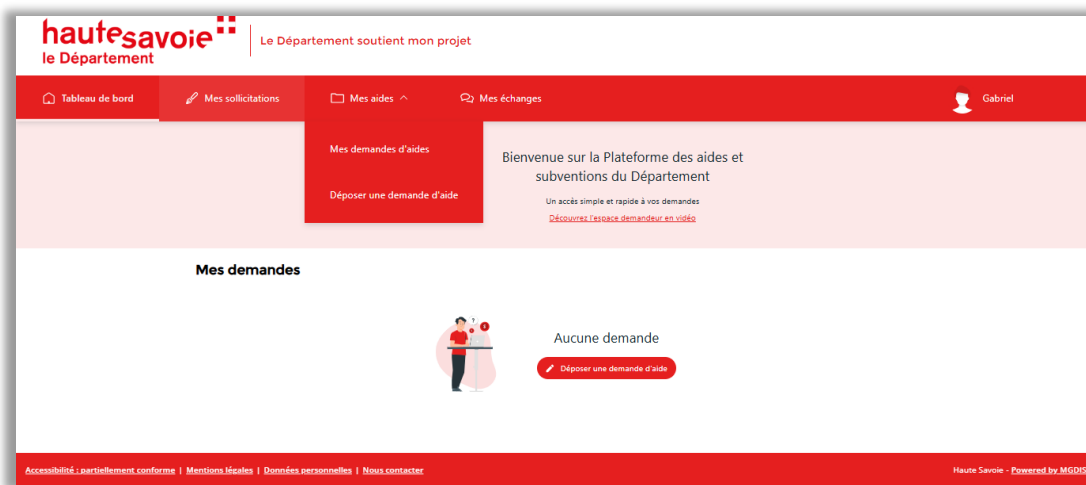 hautesavoie
le Département
Le Département soutient mon projet
Tableau de bord
Mes sollicitations
Mes aides
Mes échanges
Gabriel
Mes demandes d'aides
Déposer une demande d'aide
Bienvenue sur la Plateforme des aides et
subventions du Département
Un accès simple et rapide à vos demandes
Découvrez l'espace demandeur en vidéo
Mes demandes
?
Aucune demande
Déposer une demande d'aide
Accessibilité : partiellement conforme | Mentions légales | Données personnelles | Nous contacter
Haute Savoie - Powered by MGDIS